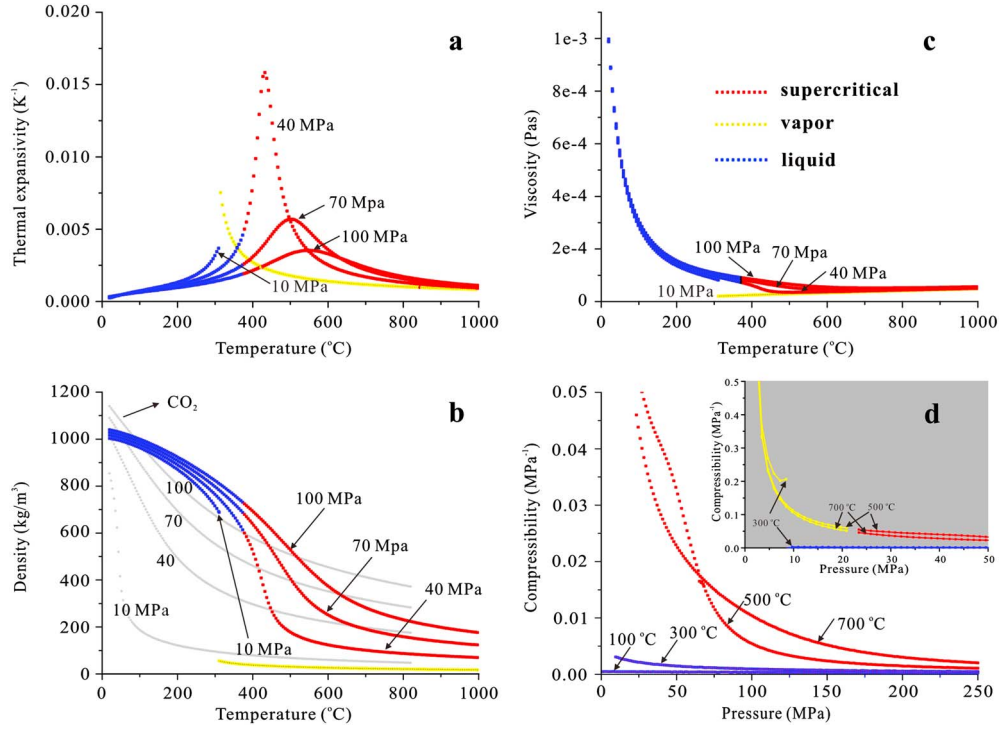 a
0.020
0.015
0.010
0.005
0.000
Thermal expansivity (K⁻¹)
40 MPa
70 Mpa
100 MPa
10 MPa
0 200 400 600 800 1000
Temperature (°C)
c
1e-3
8e-4
6e-4
4e-4
2e-4
0
Viscosity (Pas)
supercritical
vapor
liquid
100 MPa
70 Mpa
40 MPa
10 MPa
0 200 400 600 800 1000
Temperature (°C)
b
1200
1000
800
600
400
200
0
Density (kg/m³)
CO₂
100
70
40
10 MPa
100 MPa
70 Mpa
40 MPa
10 MPa
0 200 400 600 800 1000
Temperature (°C)
d
0.05
0.04
0.03
0.02
0.01
0.00
Compressibility (MPa⁻¹)
500 °C
700 °C
100 °C
300 °C
0 50 100 150 200 250
Pressure (MPa)
0.5
0.4
0.3
0.2
0.1
0.0
Compressibility (MPa⁻¹)
300 °C
700 °C
500 °C
0 10 20 30 40 50
Pressure (MPa)